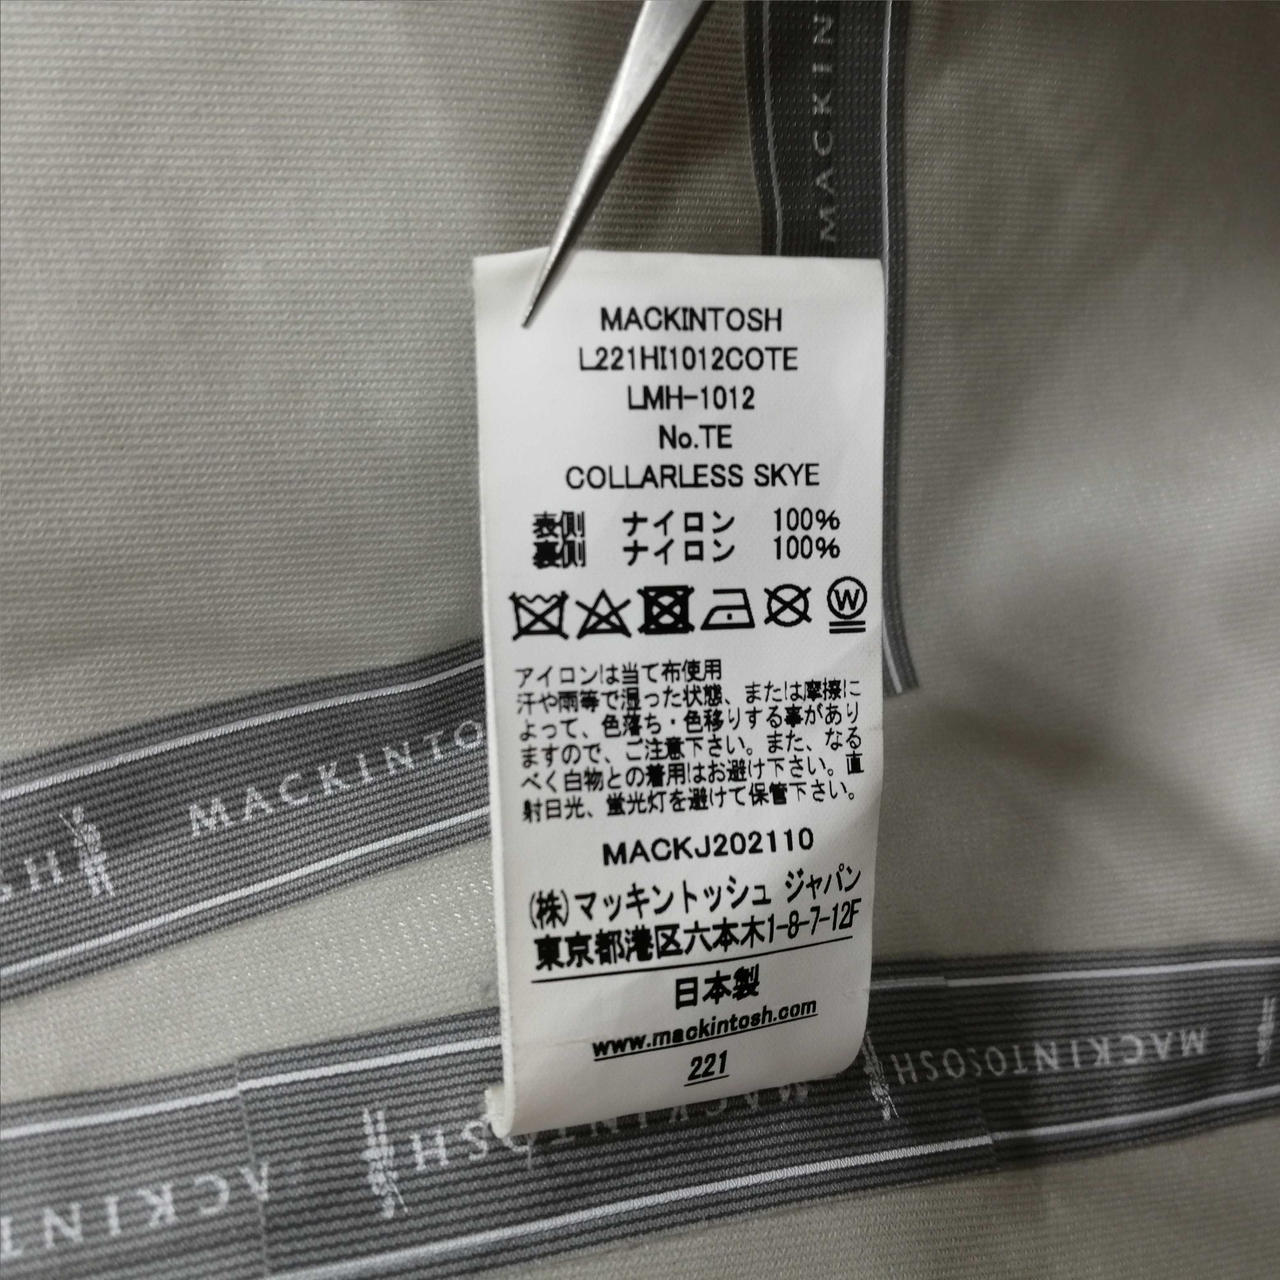 MACKIN
MACKINTOSH
L221HI1012COTE
LMH-1012
No.TE
COLLARLESS SKYE
表側 ナイロン 100%
裏側 ナイロン 100%
W
アイロンは当て布使用
汗や雨等で湿った状態、または摩擦に
よって、色落ち・色移りする事があり
ますので、ご注意下さい。また、なる
べく白物との着用はお避け下さい。直
射日光、蛍光灯を避けて保管下さい。
MACKJ202110
(株)マッキントッシュ ジャパン
東京都港区六本木1-8-7-12F
日本製
www.mackintosh.com
221
MACKINTO
SH
MACKINTOSOSH
MACKINTOSH
ACKINT